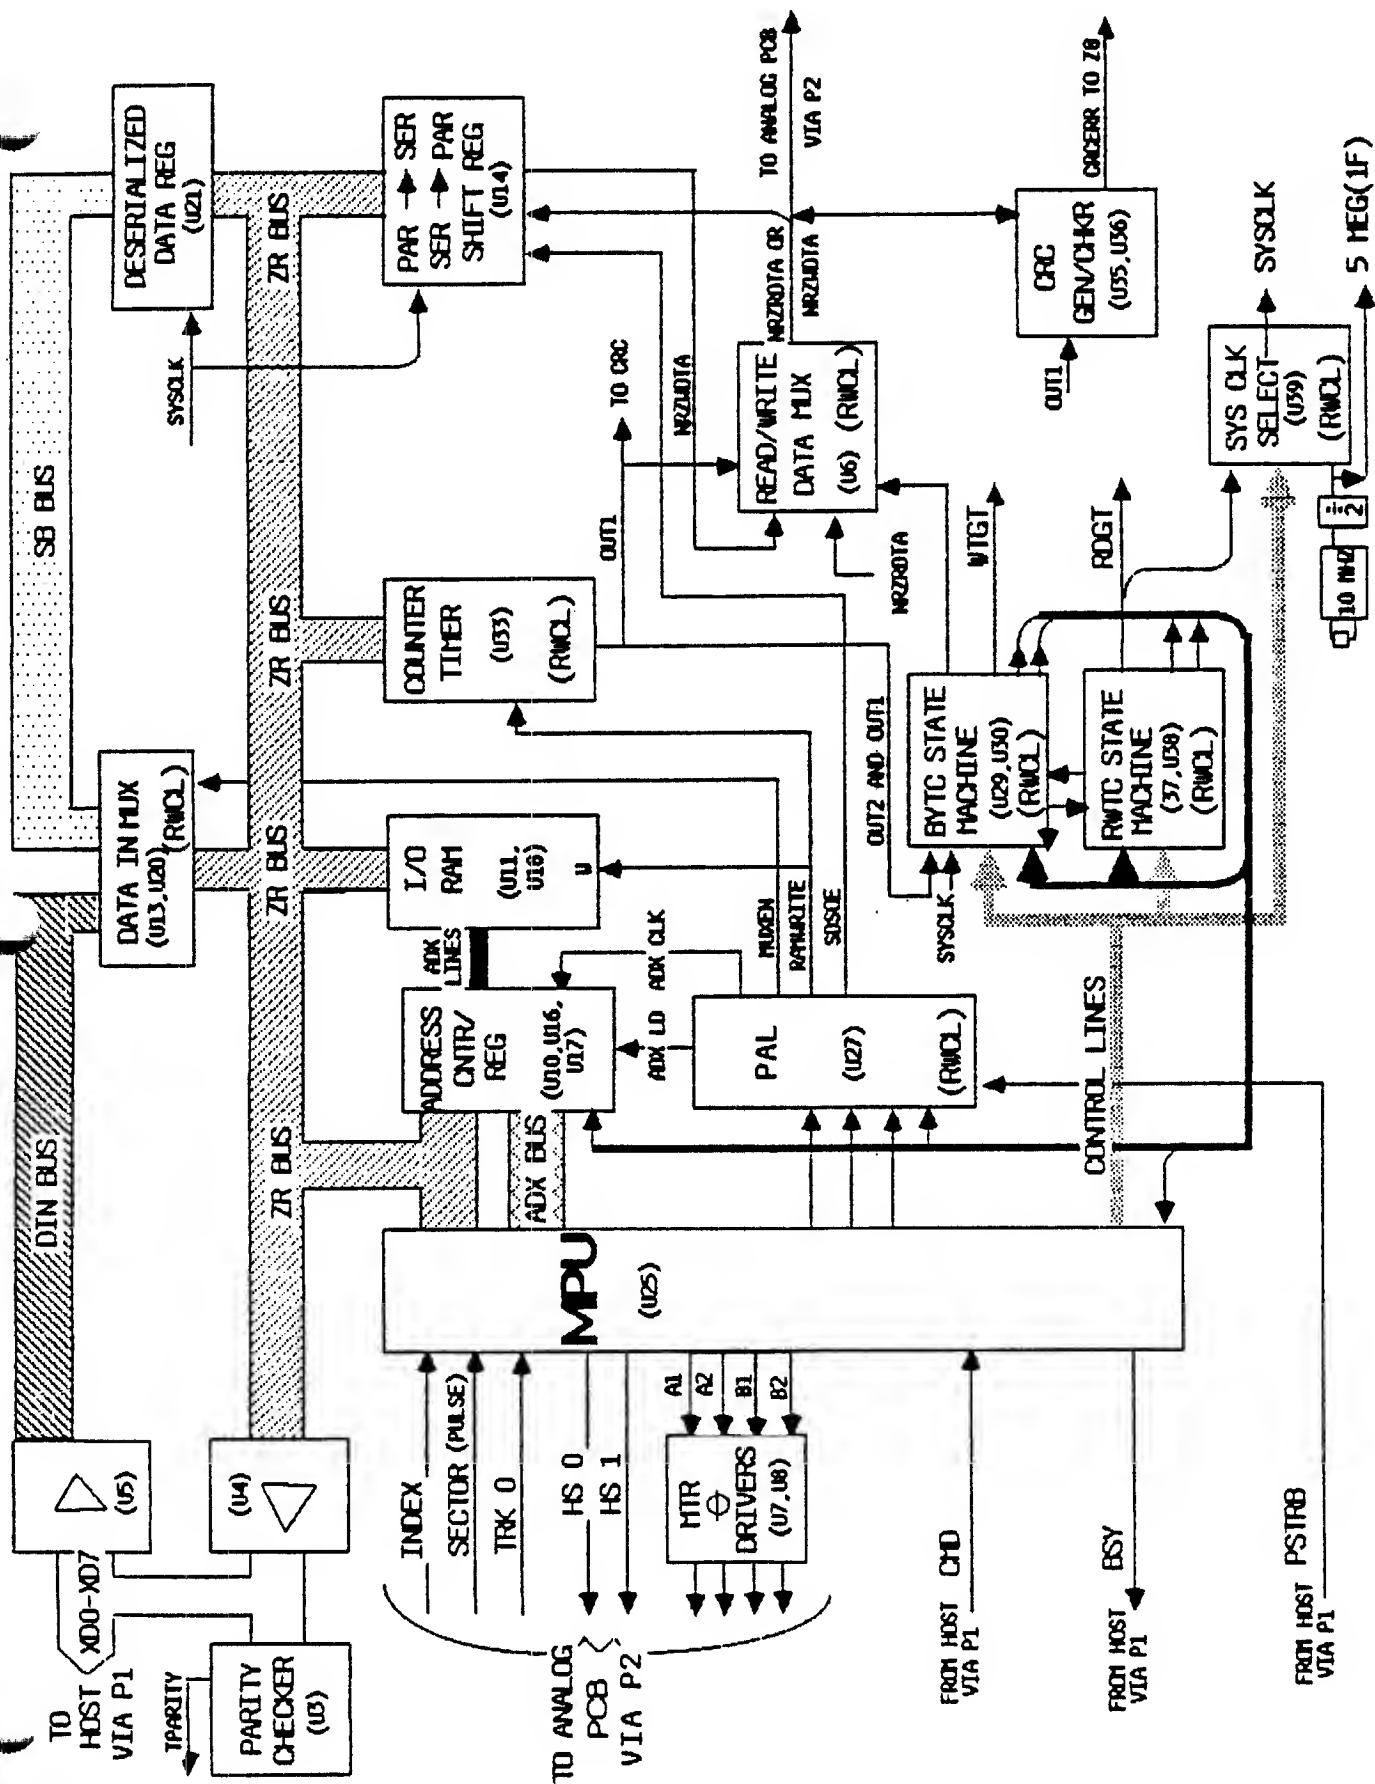 TO
HOST
VIA P1
XD0-XD7
TPARITY
PARITY
CHECKER
(U3)
(U5)
(U4)
DIN BUS
DATA IN MUX
(U13,U20)
(RWCL)
SB BUS
DESERIALIZED
DATA REG
(U21)
SYSCLK
ZR BUS
ZR BUS
ZR BUS
ZR BUS
INDEX
SECTOR (PULSE)
TRK 0
HS 0
HS 1
TO ANALOG
PCB
VIA P2
MTR
Φ
DRIVERS
(U7,U8)
A1
A2
B1
B2
FROM HOST
VIA P1
CMD
FROM HOST
VIA P1
BSY
FROM HOST
VIA P1
PSTRB
MPU
(U25)
ADX BUS
ADDRESS
CNTR/
REG
(U10,U16,
U17)
ADX
LINES
I/O
RAM
(U11,
U18)
W
ADX LD
ADX CLK
PAL
(U27)
(RWCL)
MUXEN
RAMWRITE
SDSOE
COUNTER
TIMER
(U33)
(RWCL)
OUT1
TO CRC
NRZWDTA
PAR → SER
SER → PAR
SHIFT REG
(U14)
READ/WRITE
DATA MUX
(U6) (RWCL)
NRZRDTA
NRZRDTA OR
NRZWDTA
TO ANALOG PCB
VIA P2
OUT2 AND OUT1
SYSCLK
BYTC STATE
MACHINE
(U29,U30)
(RWCL)
WTGT
RWTC STATE
MACHINE
(37,U38)
(RWCL)
RDGT
CONTROL LINES
OUT1
CRC
GEN/CHKR
(U35,U36)
CRCERR TO Z8
SYS CLK
SELECT
(U39)
(RWCL)
SYSCLK
10 MHZ
÷
2
5 MEG(1F)